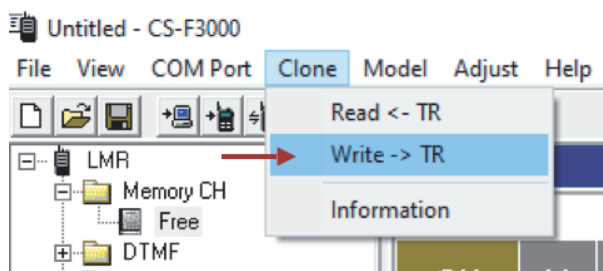 Untitled - CS-F3000
File View COM Port Clone Model Adjust Help
Read <- TR
Write -> TR
Information
LMR
Memory CH
Free
DTMF